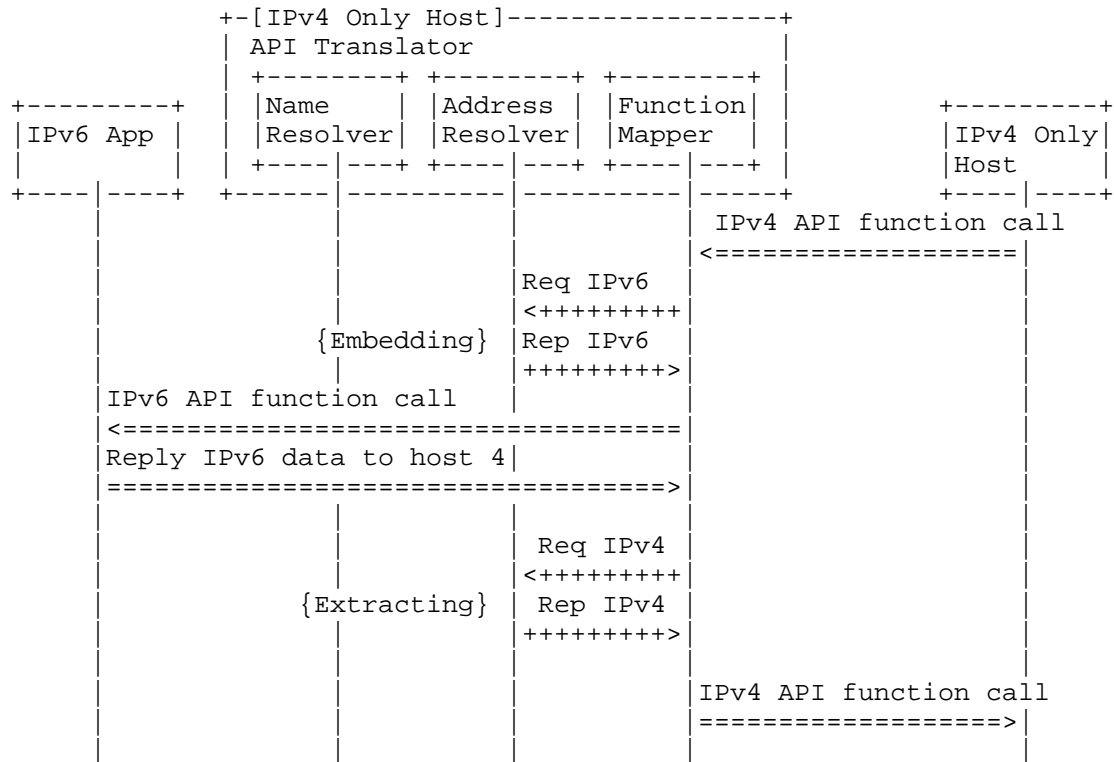 [IPv4 Only Host]
API Translator
Name Address Function
IPv6 App Resolver Resolver Mapper IPv4 Only
Host
IPv4 API function call
Req IPv6
{Embedding} Rep IPv6
IPv6 API function call
Reply IPv6 data to host 4
Req IPv4
{Extracting} Rep IPv4
IPv4 API function call